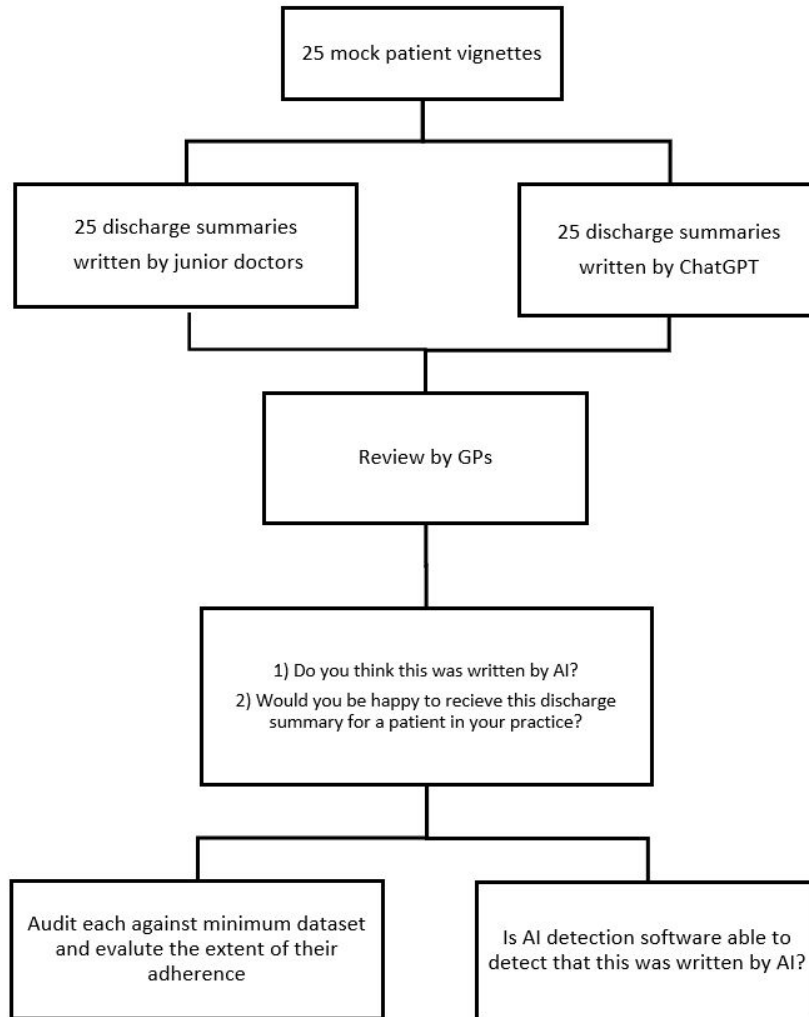 25 mock patient vignettes
25 discharge summaries
written by junior doctors
25 discharge summaries
written by ChatGPT
Review by GPs
1) Do you think this was written by AI?
2) Would you be happy to recieve this discharge
summary for a patient in your practice?
Audit each against minimum dataset
and evalute the extent of their
adherence
Is AI detection software able to
detect that this was written by AI?